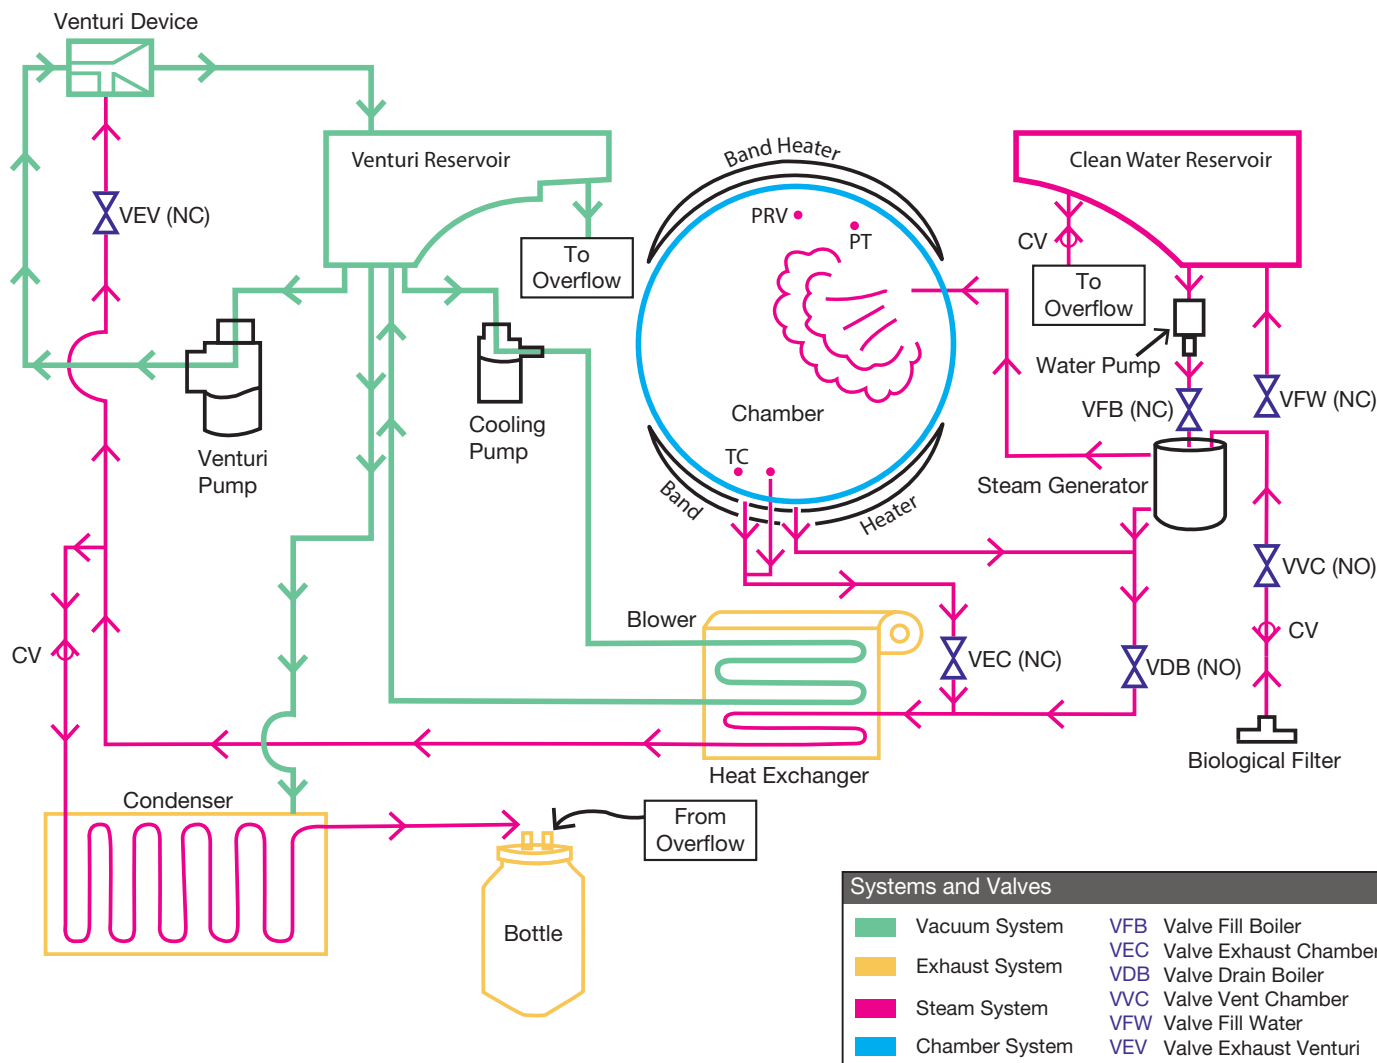 Venturi Device
Venturi Reservoir
VEV (NC)
To
Overflow
Venturi
Pump
Cooling
Pump
Band Heater
PRV
PT
Chamber
TC
Band
Heater
Clean Water Reservoir
CV
To
Overflow
Water Pump
VFB (NC)
VFW (NC)
Steam Generator
VVC (NO)
CV
Blower
VEC (NC)
VDB (NO)
Biological Filter
Heat Exchanger
CV
Condenser
From
Overflow
Bottle
Systems and Valves
Vacuum System
Exhaust System
Steam System
Chamber System
VFB Valve Fill Boiler
VEC Valve Exhaust Chamber
VDB Valve Drain Boiler
VVC Valve Vent Chamber
VFW Valve Fill Water
VEV Valve Exhaust Venturi